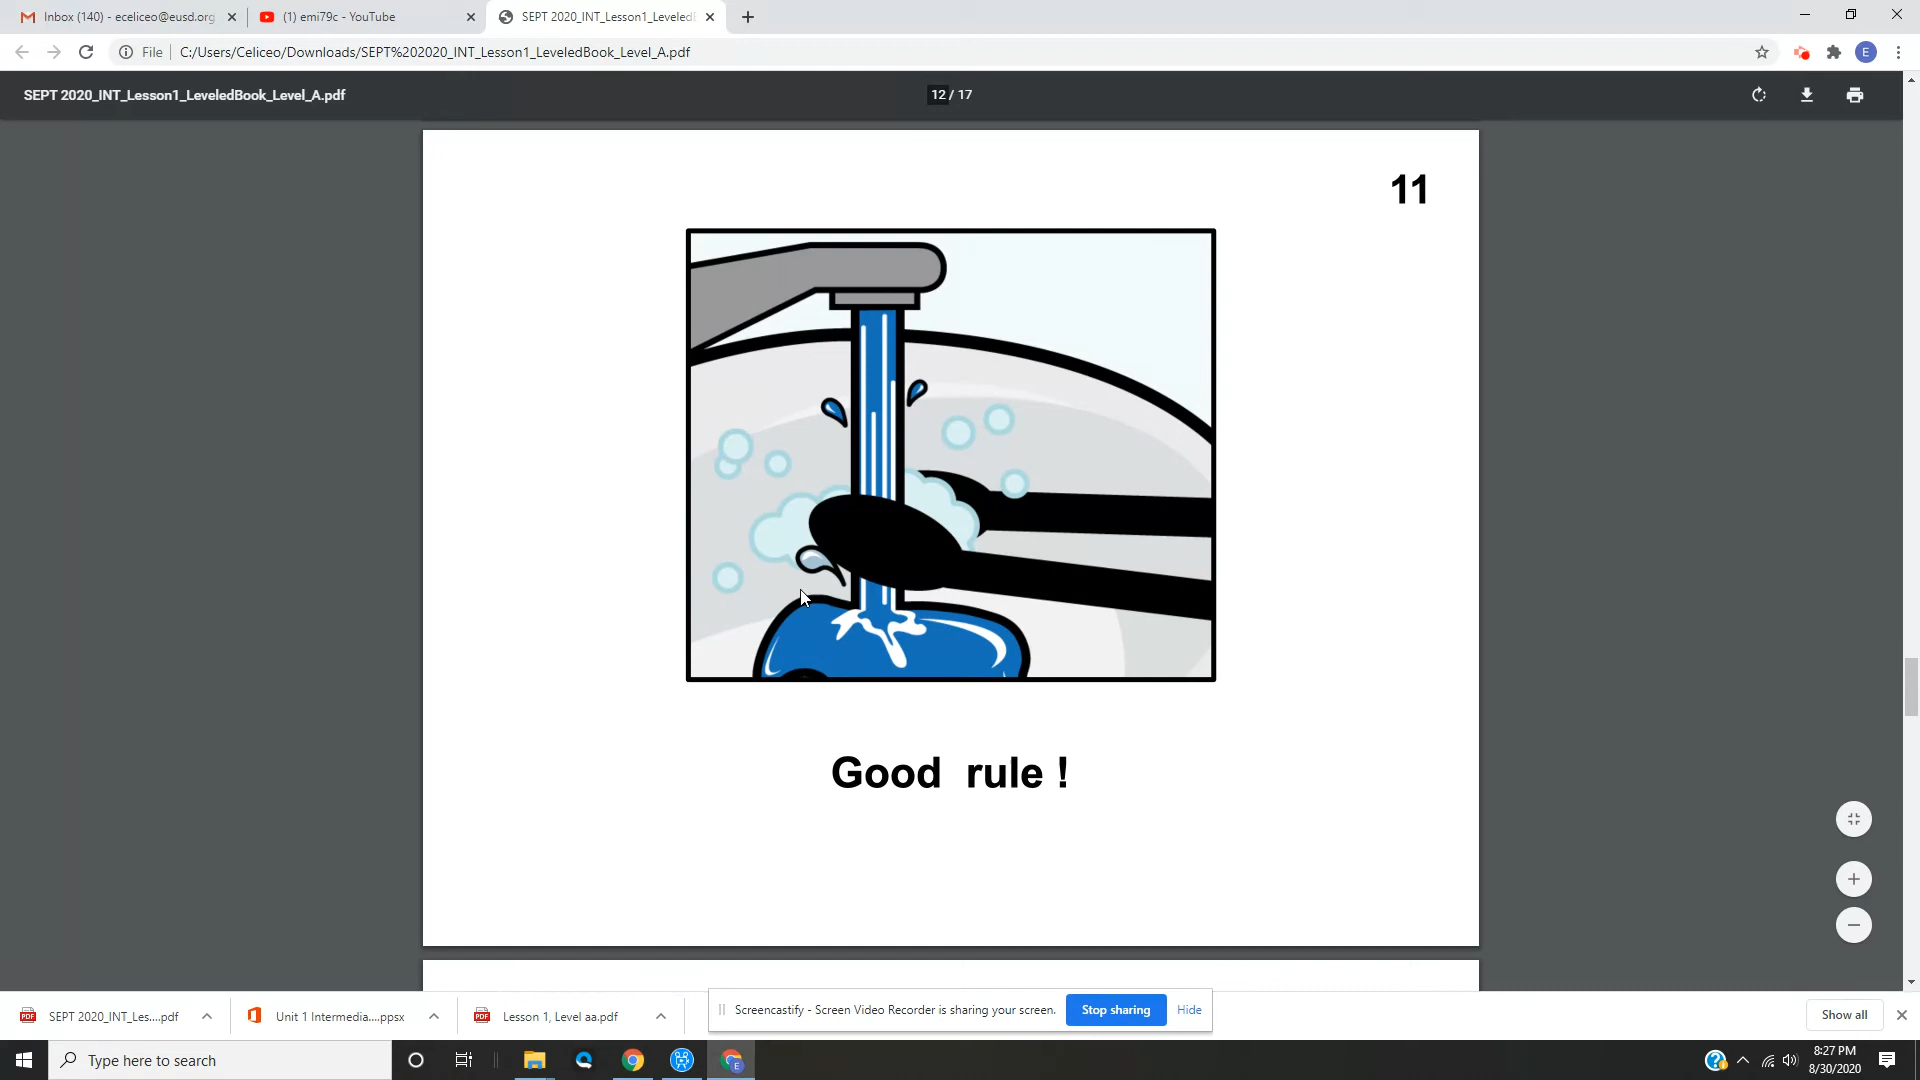 Inbox (140) - eceliceo@eusd.org
(1) emi79c - YouTube
SEPT 2020_INT_Lesson1_Leveled
File
C:/Users/Celiceo/Downloads/SEPT%202020_INT_Lesson1_LeveledBook_Level_A.pdf
E
SEPT 2020_INT_Lesson1_LeveledBook_Level_A.pdf
12 / 17
11
Good rule !
SEPT 2020_INT_Les....pdf
Unit 1 Intermedia....ppsx
Lesson 1, Level aa.pdf
Screencastify - Screen Video Recorder is sharing your screen.
Stop sharing
Hide
Show all
Type here to search
8:27 PM
8/30/2020